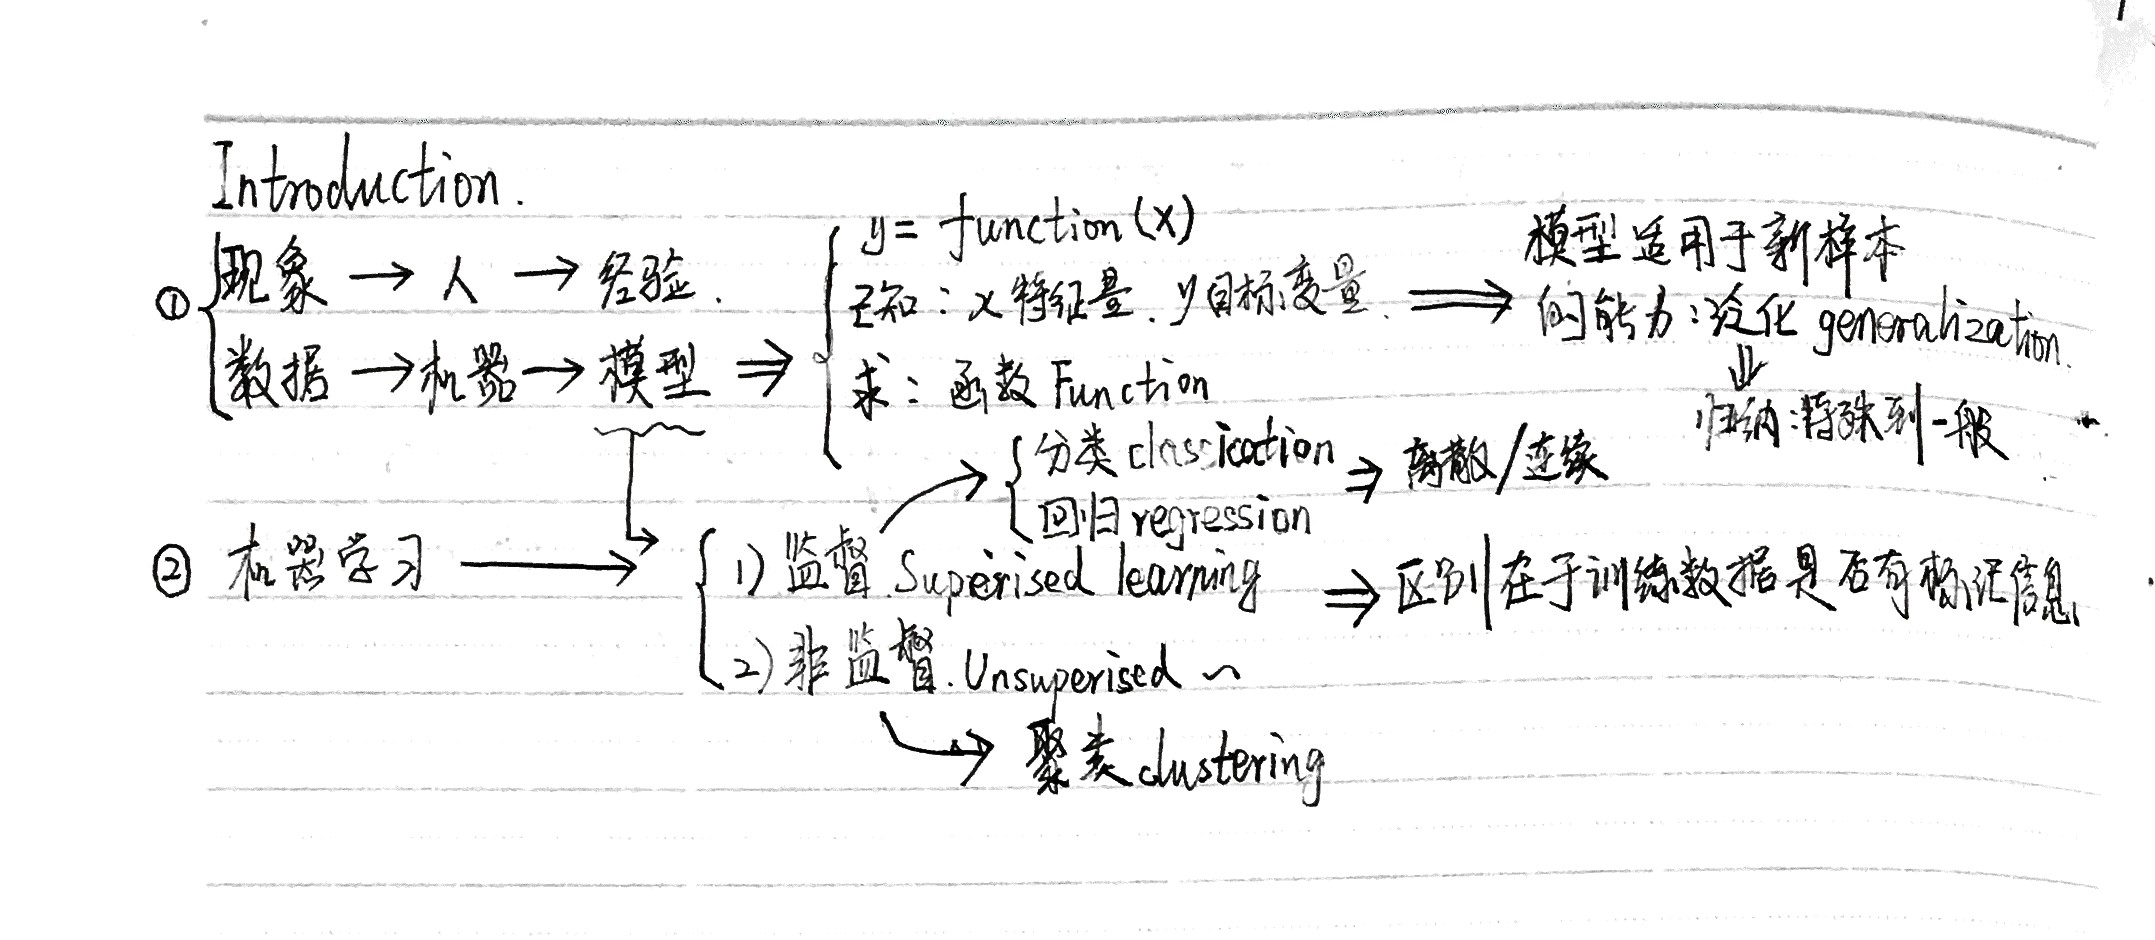 Introduction.
① 现象 → 人 → 经验.
数据 → 机器 → 模型 ⇒
y = function(x)
已知: x 特征量. y 目标变量.
求: 函数 Function
⇒ 模型适用于新样本
的能力: 泛化 generalization.
⇓
归纳: 特殊到一般
② 机器学习 →
分类 classication
回归 regression
⇒ 离散/连续
1) 监督. Superised learning
2) 非监督. Unsuperised ~
⇒ 区别在于训练数据是否有标记信息.
→ 聚类 clustering